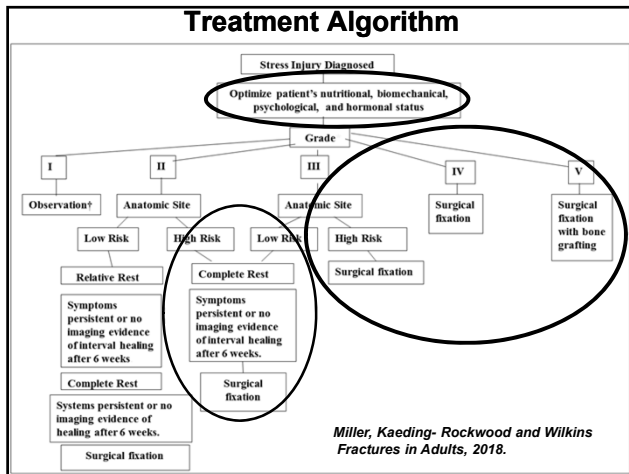 Treatment Algorithm
Stress Injury Diagnosed
Optimize patient's nutritional, biomechanical,
psychological, and hormonal status
Grade
I
II
III
IV
V
Observation†
Anatomic Site
Anatomic Site
Surgical
fixation
Surgical
fixation
with bone
grafting
Low Risk
High Risk
Low Risk
High Risk
Relative Rest
Complete Rest
Surgical fixation
Symptoms
persistent or no
imaging evidence
of interval healing
after 6 weeks
Symptoms
persistent or no
imaging evidence
of interval healing
after 6 weeks.
Complete Rest
Surgical
fixation
Systems persistent or no
imaging evidence of
healing after 6 weeks.
Surgical fixation
Miller, Kaeding- Rockwood and Wilkins
Fractures in Adults, 2018.